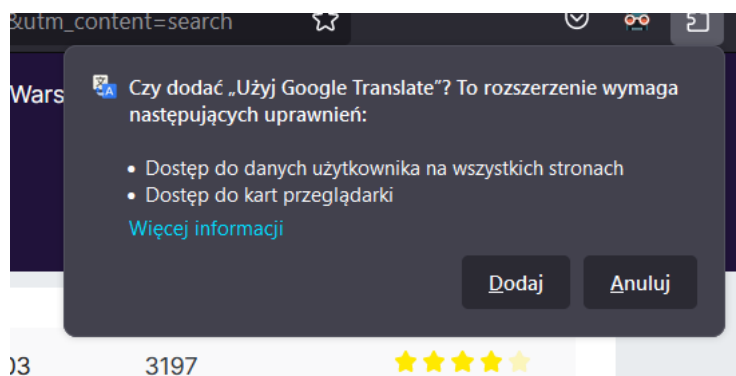 &utm_content=search
Wars
Czy dodać „Użyj Google Translate”? To rozszerzenie wymaga
następujących uprawnień:
• Dostęp do danych użytkownika na wszystkich stronach
• Dostęp do kart przeglądarki
Więcej informacji
Dodaj Anuluj
03 3197